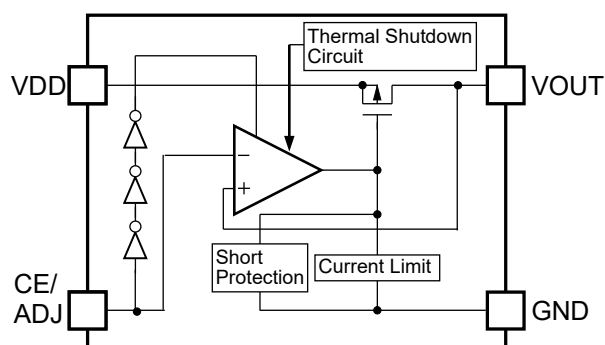 Thermal Shutdown
Circuit
VDD
VOUT
−
+
Short
Protection
Current Limit
CE/
ADJ
GND